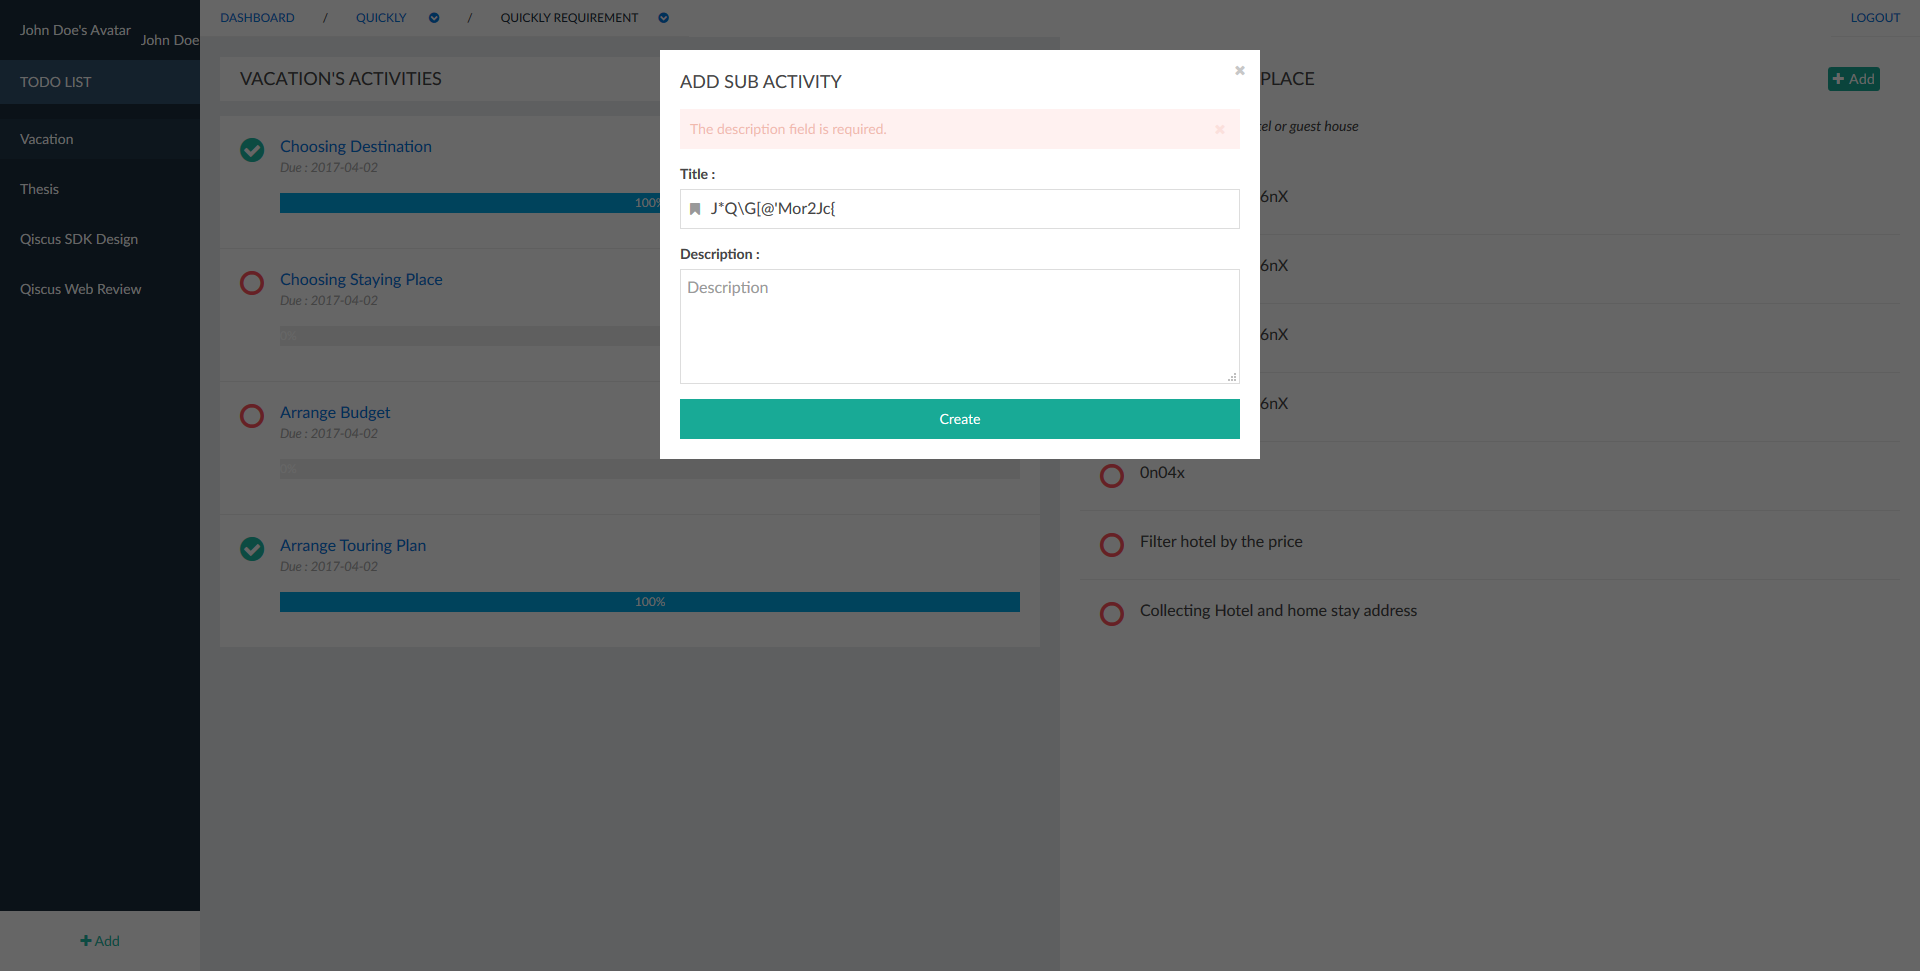 John Doe's Avatar
John Doe
TODO LIST
Vacation
Thesis
Qiscus SDK Design
Qiscus Web Review
+ Add
DASHBOARD / QUICKLY / QUICKLY REQUIREMENT
LOGOUT
VACATION'S ACTIVITIES
Choosing Destination
Due : 2017-04-02
100%
Choosing Staying Place
Due : 2017-04-02
0%
Arrange Budget
Due : 2017-04-02
0%
Arrange Touring Plan
Due : 2017-04-02
100%
ADD SUB ACTIVITY
The description field is required.
Title :
J*Q\G[@'Mor2Jc{
Description :
Description
Create
PLACE
+ Add
el or guest house
6nX
6nX
6nX
6nX
0n04x
Filter hotel by the price
Collecting Hotel and home stay address